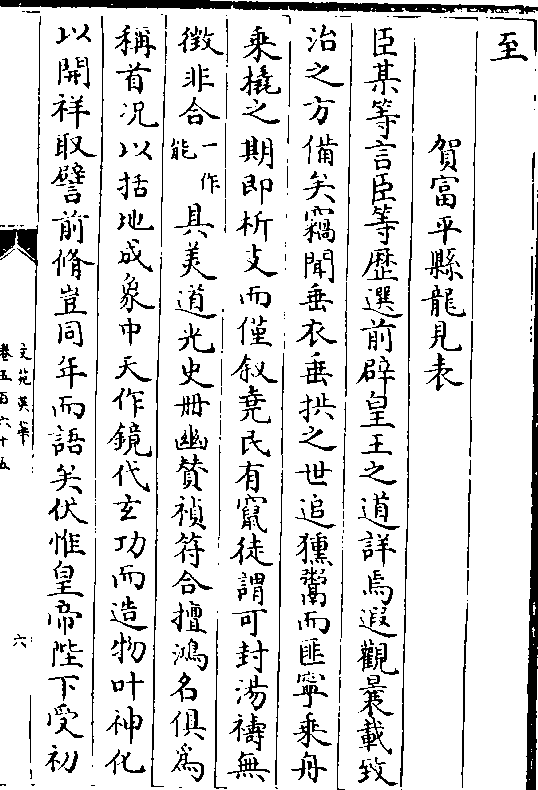 至
賀富平縣龍見表
臣某等言臣等歷選前辟皇王之道詳焉遐觀曩載致
治之方備矣竊聞垂衣垂拱之世追獯鬻而匪寧乘舟
乘橇之期即析支而僅叙堯民有竄徒謂可封湯禱無
徴非合一作能具美道光史冊幽贊禎符合擅鴻名俱為
稱首况以括地成象中天作鏡代玄功而造物叶神化
以開祥取譬前脩豈同年而語矣伏惟皇帝陛下受初
文苑英華
卷五百六十五
六